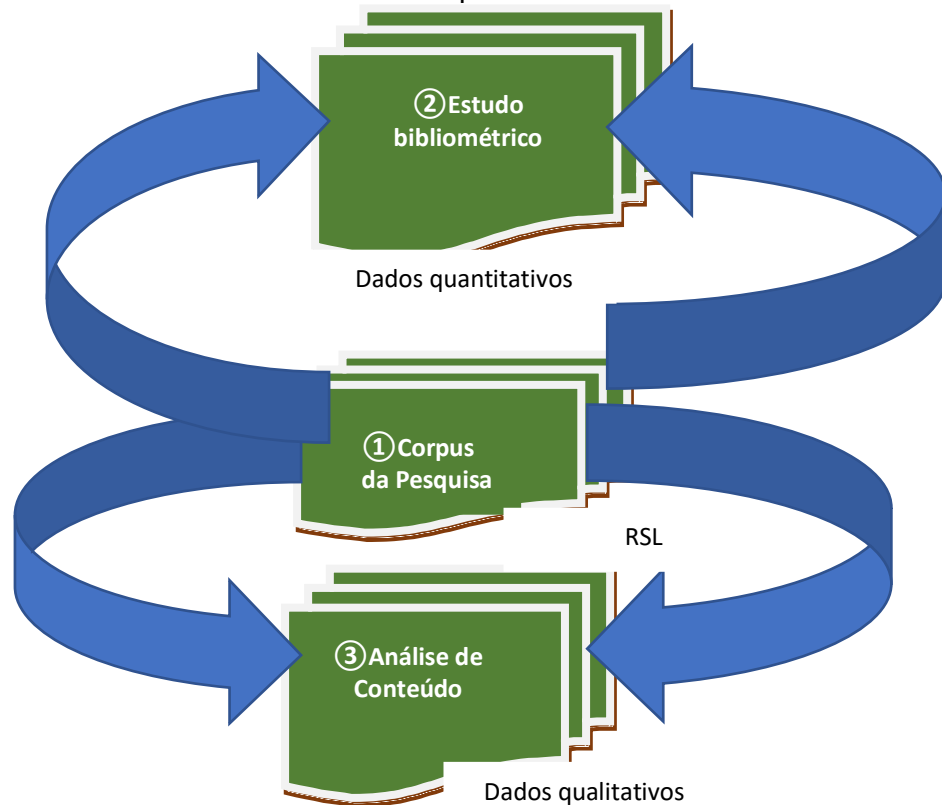 ②Estudo
bibliométrico
Dados quantitativos
①Corpus
da Pesquisa
RSL
③Análise de
Conteúdo
Dados qualitativos